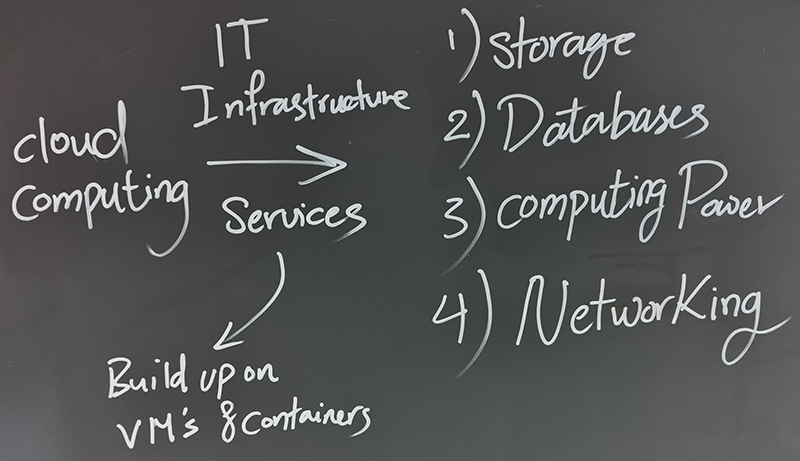 cloud
computing
IT
Infrastructure
Services
Build up on
VM's & containers
1) Storage
2) Databases
3) computing Power
4) Networking